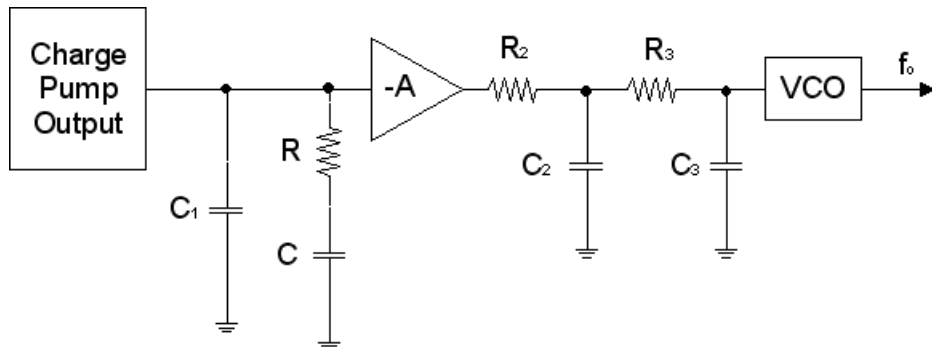 Charge
Pump
Output
C₁
R
C
-A
R₂
C₂
R₃
C₃
VCO
fₒ